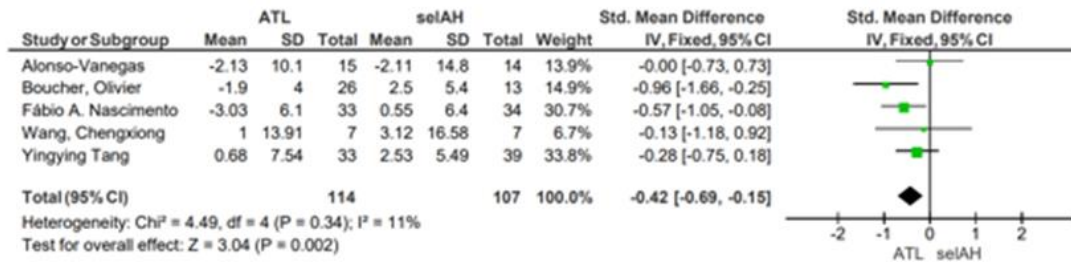 ATL selAH Std. Mean Difference Std. Mean Difference
Study or Subgroup Mean SD Total Mean SD Total Weight IV, Fixed, 95% CI IV, Fixed, 95% CI
Alonso-Vanegas -2.13 10.1 15 -2.11 14.8 14 13.9% -0.00 [-0.73, 0.73]
Boucher, Olivier -1.9 4 26 2.5 5.4 13 14.9% -0.96 [-1.66, -0.25]
Fábio A. Nascimento -3.03 6.1 33 0.55 6.4 34 30.7% -0.57 [-1.05, -0.08]
Wang, Chengxiong 1 13.91 7 3.12 16.58 7 6.7% -0.13 [-1.18, 0.92]
Yingying Tang 0.68 7.54 33 2.53 5.49 39 33.8% -0.28 [-0.75, 0.18]
Total (95% CI) 114 107 100.0% -0.42 [-0.69, -0.15]
Heterogeneity: Chi² = 4.49, df = 4 (P = 0.34); I² = 11%
Test for overall effect: Z = 3.04 (P = 0.002)
-2 -1 0 1 2
ATL selAH